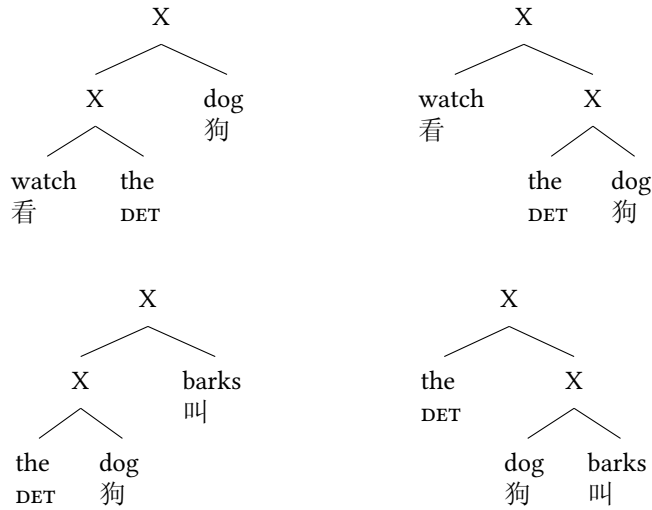 X X
X dog watch X
狗 看
watch the the dog
看 DET DET 狗
X X
X barks the X
叫 DET
the dog dog barks
DET 狗 狗 叫